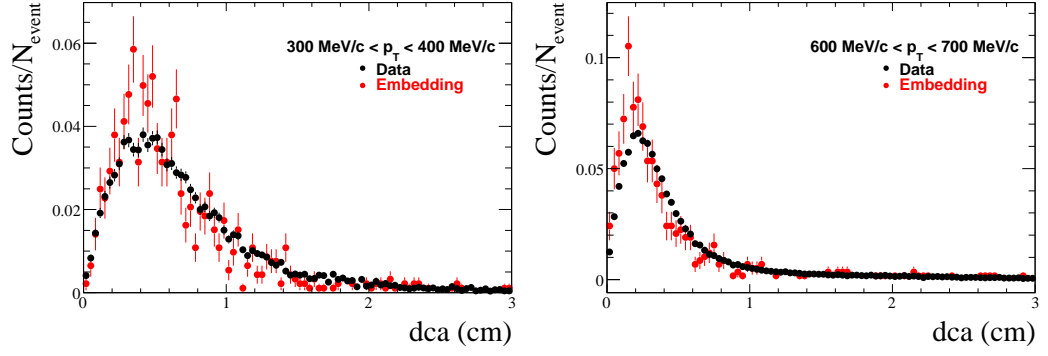 Counts/N_event
0.06
0.04
0.02
0
300 MeV/c < p_T < 400 MeV/c
Data
Embedding
0
1
2
3
dca (cm)
Counts/N_event
0.1
0.05
0
600 MeV/c < p_T < 700 MeV/c
Data
Embedding
0
1
2
3
dca (cm)